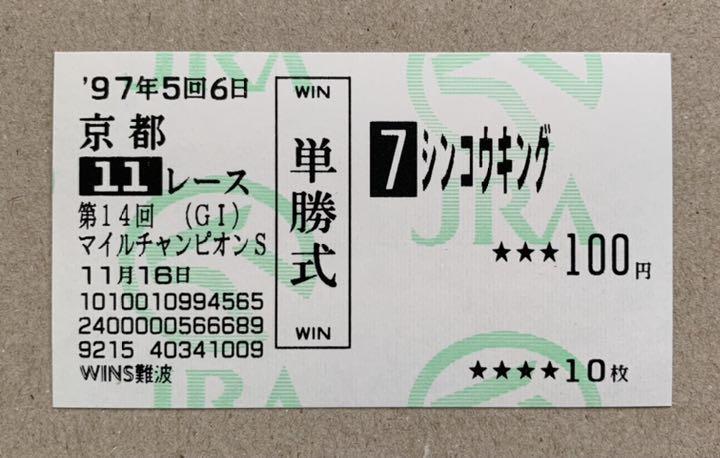 '97年5回6日
京都
11レース
第14回 (GI)
マイルチャンピオンS
11月16日
1010010994565
2400000566689
9215 40341009
WINS難波
WIN
単勝式
WIN
7 シンコウキング
★★★100円
★★★★10枚
JRA
JRA
JRA
JRA